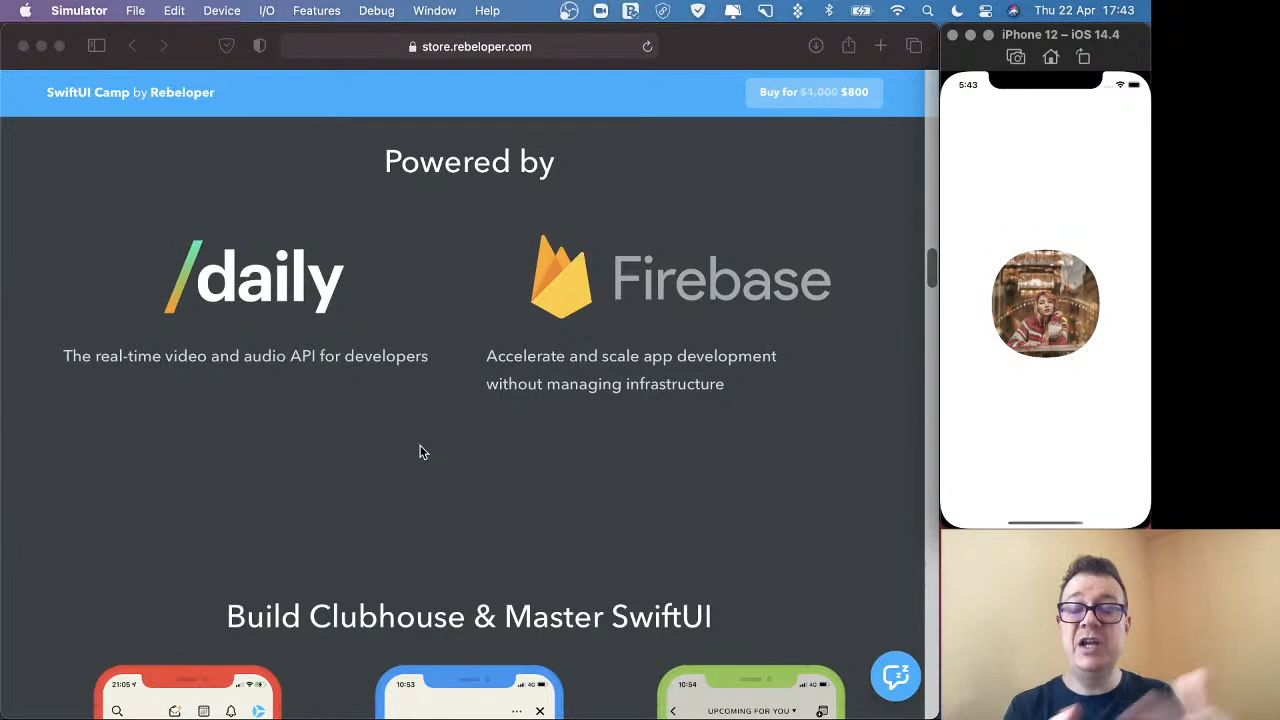 Simulator File Edit Device I/O Features Debug Window Help Thu 22 Apr 17:43
store.rebeloper.com
iPhone 12 – iOS 14.4
SwiftUI Camp by Rebeloper
Buy for $1,000 $800
5:43
Powered by
/daily
Firebase
The real-time video and audio API for developers
Accelerate and scale app development
without managing infrastructure
Build Clubhouse & Master SwiftUI
21:05
10:53
4G
10:54
4G
UPCOMING FOR YOU